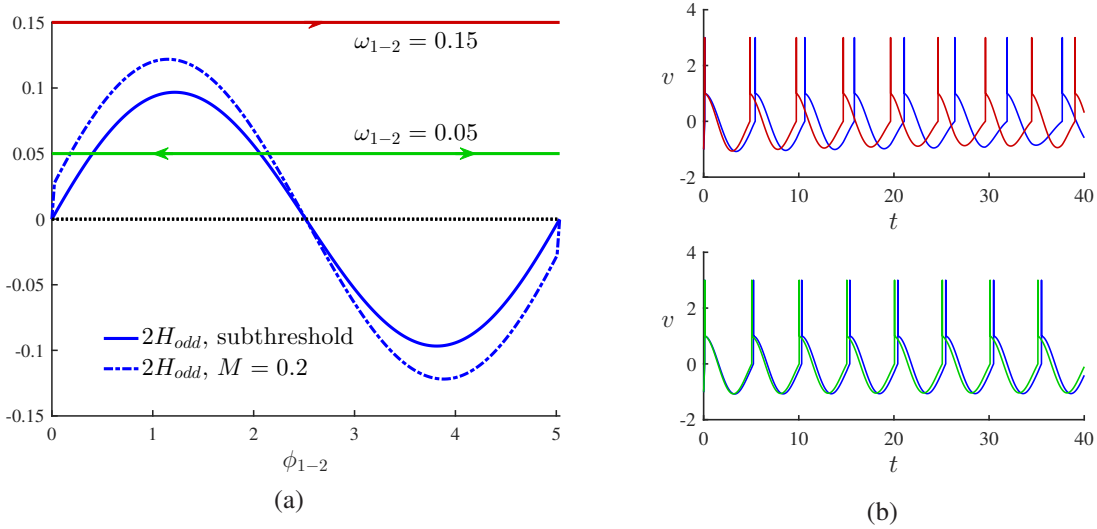 0.15
0.1
0.05
0
-0.05
-0.1
-0.15
ω₁₋₂ = 0.15
ω₁₋₂ = 0.05
2H_odd, subthreshold
2H_odd, M = 0.2
0 1 2 3 4 5
ϕ₁₋₂
(a)
4
2
0
-2
v
0 10 20 30 40
t
4
2
0
-2
v
0 10 20 30 40
t
(b)